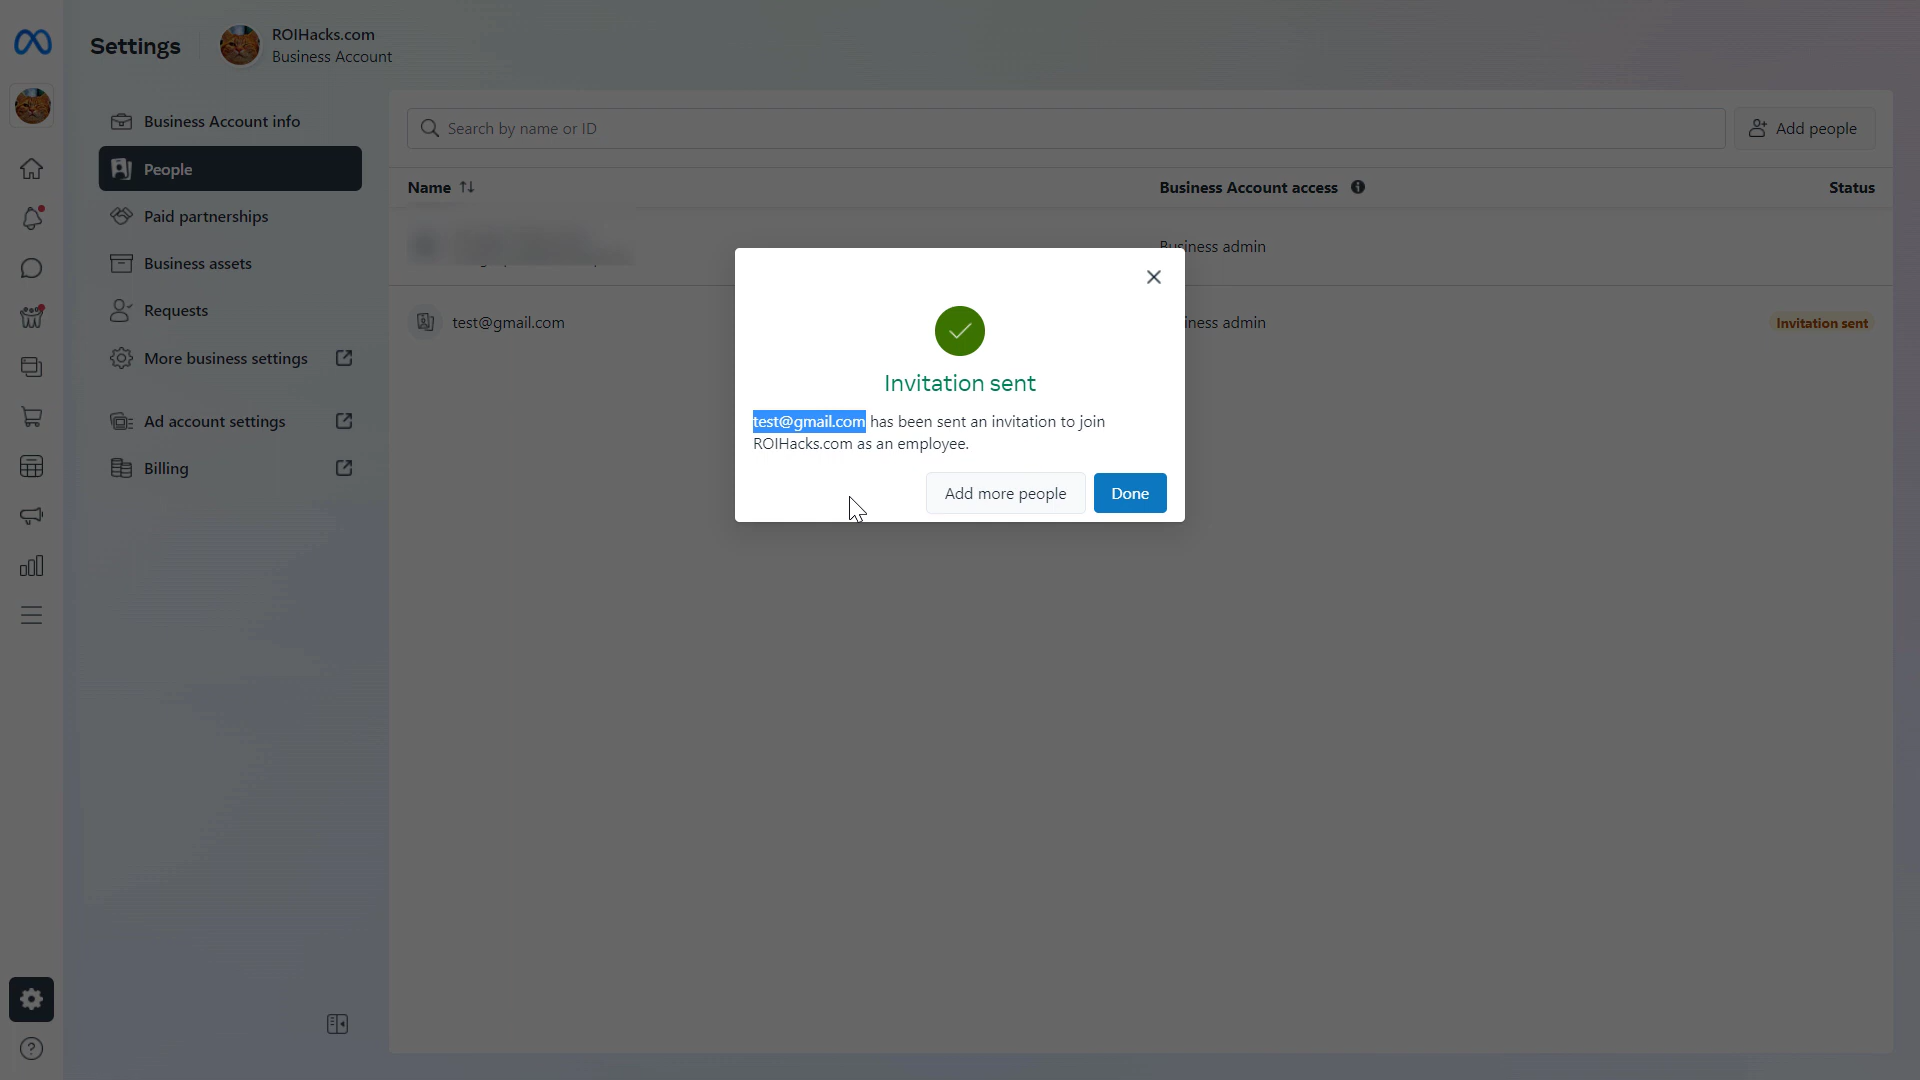 Settings
ROIHacks.com
Business Account
Business Account info
People
Paid partnerships
Business assets
Requests
More business settings
Ad account settings
Billing
Search by name or ID
Add people
Name
Business Account access
Status
Business admin
test@gmail.com
iness admin
Invitation sent
Invitation sent
test@gmail.com has been sent an invitation to join
ROIHacks.com as an employee.
Add more people
Done